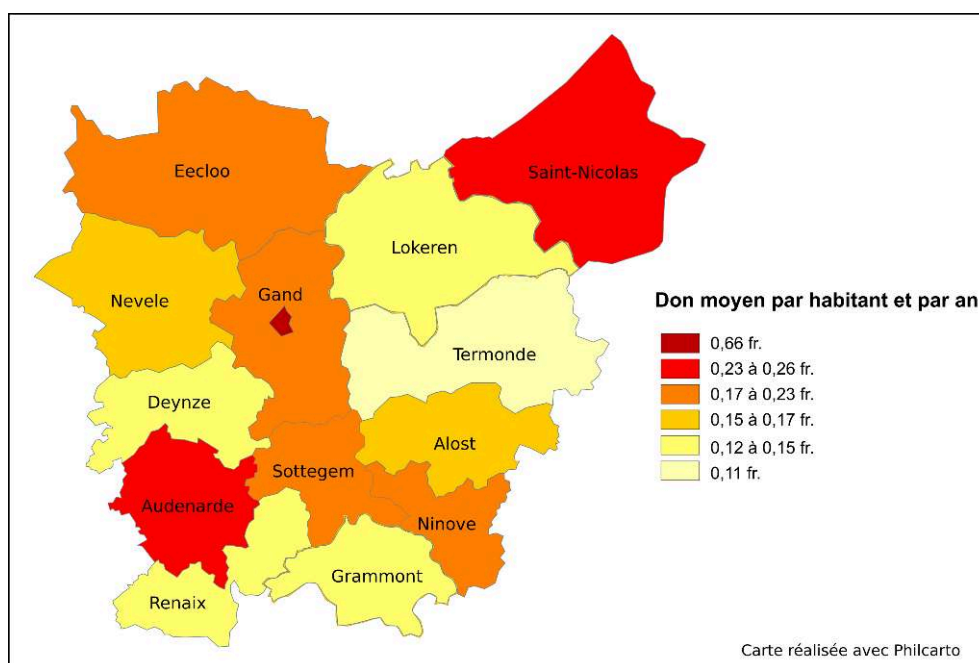 Eecloo
Saint-Nicolas
Lokeren
Nevele
Gand
Termonde
Deynze
Alost
Sottegem
Audenarde
Ninove
Grammont
Renaix
Don moyen par habitant et par an
0,66 fr.
0,23 à 0,26 fr.
0,17 à 0,23 fr.
0,15 à 0,17 fr.
0,12 à 0,15 fr.
0,11 fr.
Carte réalisée avec Philcarto